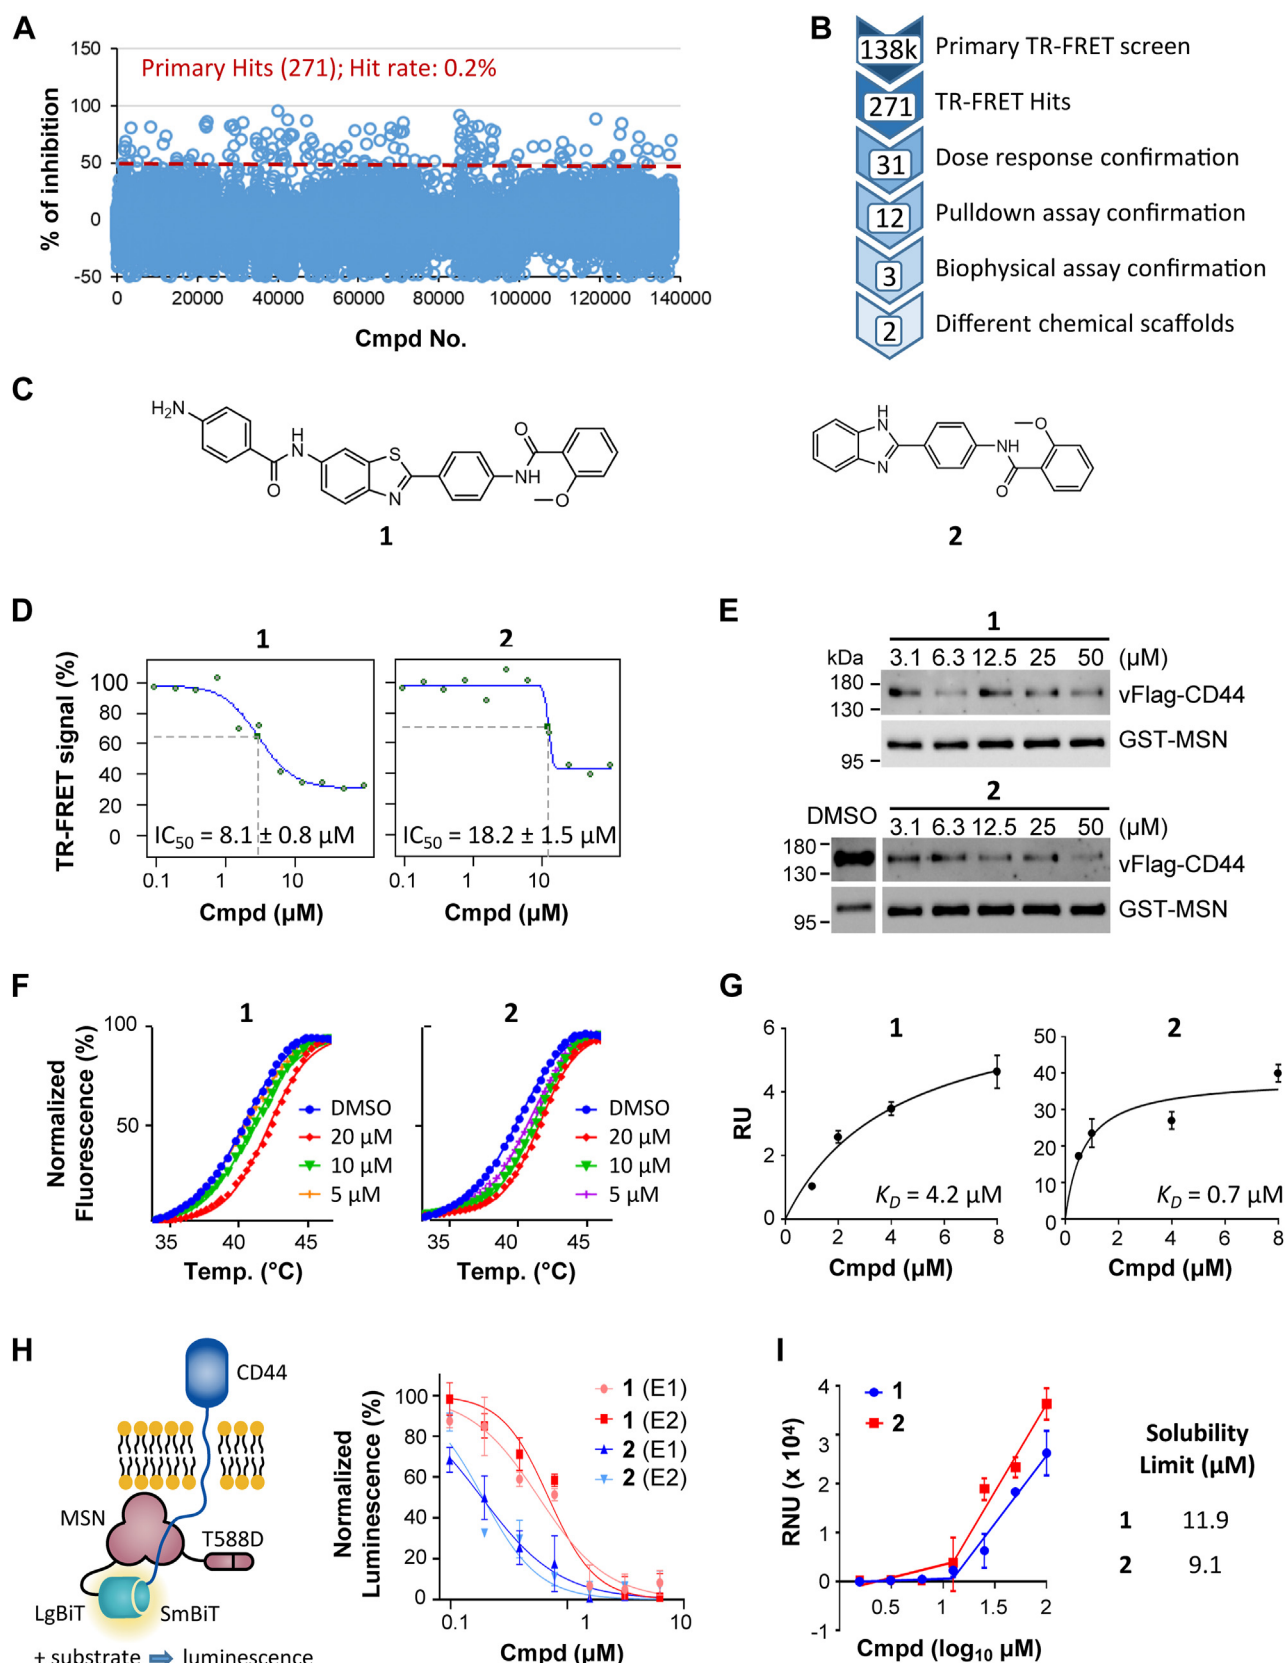 A
150
Primary Hits (271); Hit rate: 0.2%
100
50
0
-50
% of inhibition
0 20000 40000 60000 80000 1000000 120000 140000
Cmpd No.
B
138k Primary TR-FRET screen
271 TR-FRET Hits
31 Dose response confirmation
12 Pulldown assay confirmation
3 Biophysical assay confirmation
2 Different chemical scaffolds
C
H₂N
H
N
O
S
N
O
NH
O
1
H
N
N
NH
O
O
2
D
1 2
TR-FRET signal (%)
100
80
60
40
20
0
IC₅₀ = 8.1 ± 0.8 μM
IC₅₀ = 18.2 ± 1.5 μM
0.1 1 10
0.1 1 10
Cmpd (μM) Cmpd (μM)
E
1
kDa 3.1 6.3 12.5 25 50 (μM)
180
130
vFlag-CD44
GST-MSN
95
2
DMSO 3.1 6.3 12.5 25 50 (μM)
180
130
vFlag-CD44
GST-MSN
95
F
1 2
Normalized
Fluorescence (%)
100
50
DMSO
20 μM
10 μM
5 μM
DMSO
20 μM
10 μM
5 μM
35 40 45
35 40 45
Temp. (°C) Temp. (°C)
G
1
RU
6
4
2
0
K_D = 4.2 μM
0 2 4 6 8
Cmpd (μM)
2
50
40
30
20
10
0
K_D = 0.7 μM
0 2 4 6 8
Cmpd (μM)
H
CD44
MSN
T588D
LgBiT SmBiT
+ substrate luminescence
Normalized
Luminescence (%)
100
80
60
40
20
0
1 (E1)
1 (E2)
2 (E1)
2 (E2)
0.1 1 10
Cmpd (μM)
I
RNU (x 10⁴)
4
3
2
1
0
-1
1
2
0.5 1 1.5 2
Cmpd (log₁₀ μM)
Solubility
Limit (μM)
1 11.9
2 9.1